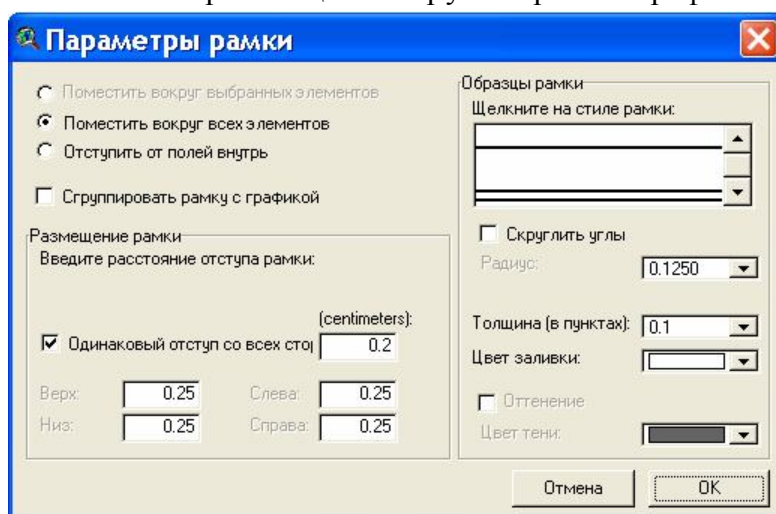 Параметры рамки
Поместить вокруг выбранных элементов
Поместить вокруг всех элементов
Отступить от полей внутрь
Сгруппировать рамку с графикой
Размещение рамки
Введите расстояние отступа рамки:
(centimeters):
Одинаковый отступ со всех стор
0.2
Верх: 0.25 Слева: 0.25
Низ: 0.25 Справа: 0.25
Образцы рамки
Щелкните на стиле рамки:
Скруглить углы
Радиус: 0.1250
Толщина (в пунктах): 0.1
Цвет заливки:
Оттенение
Цвет тени:
Отмена OK